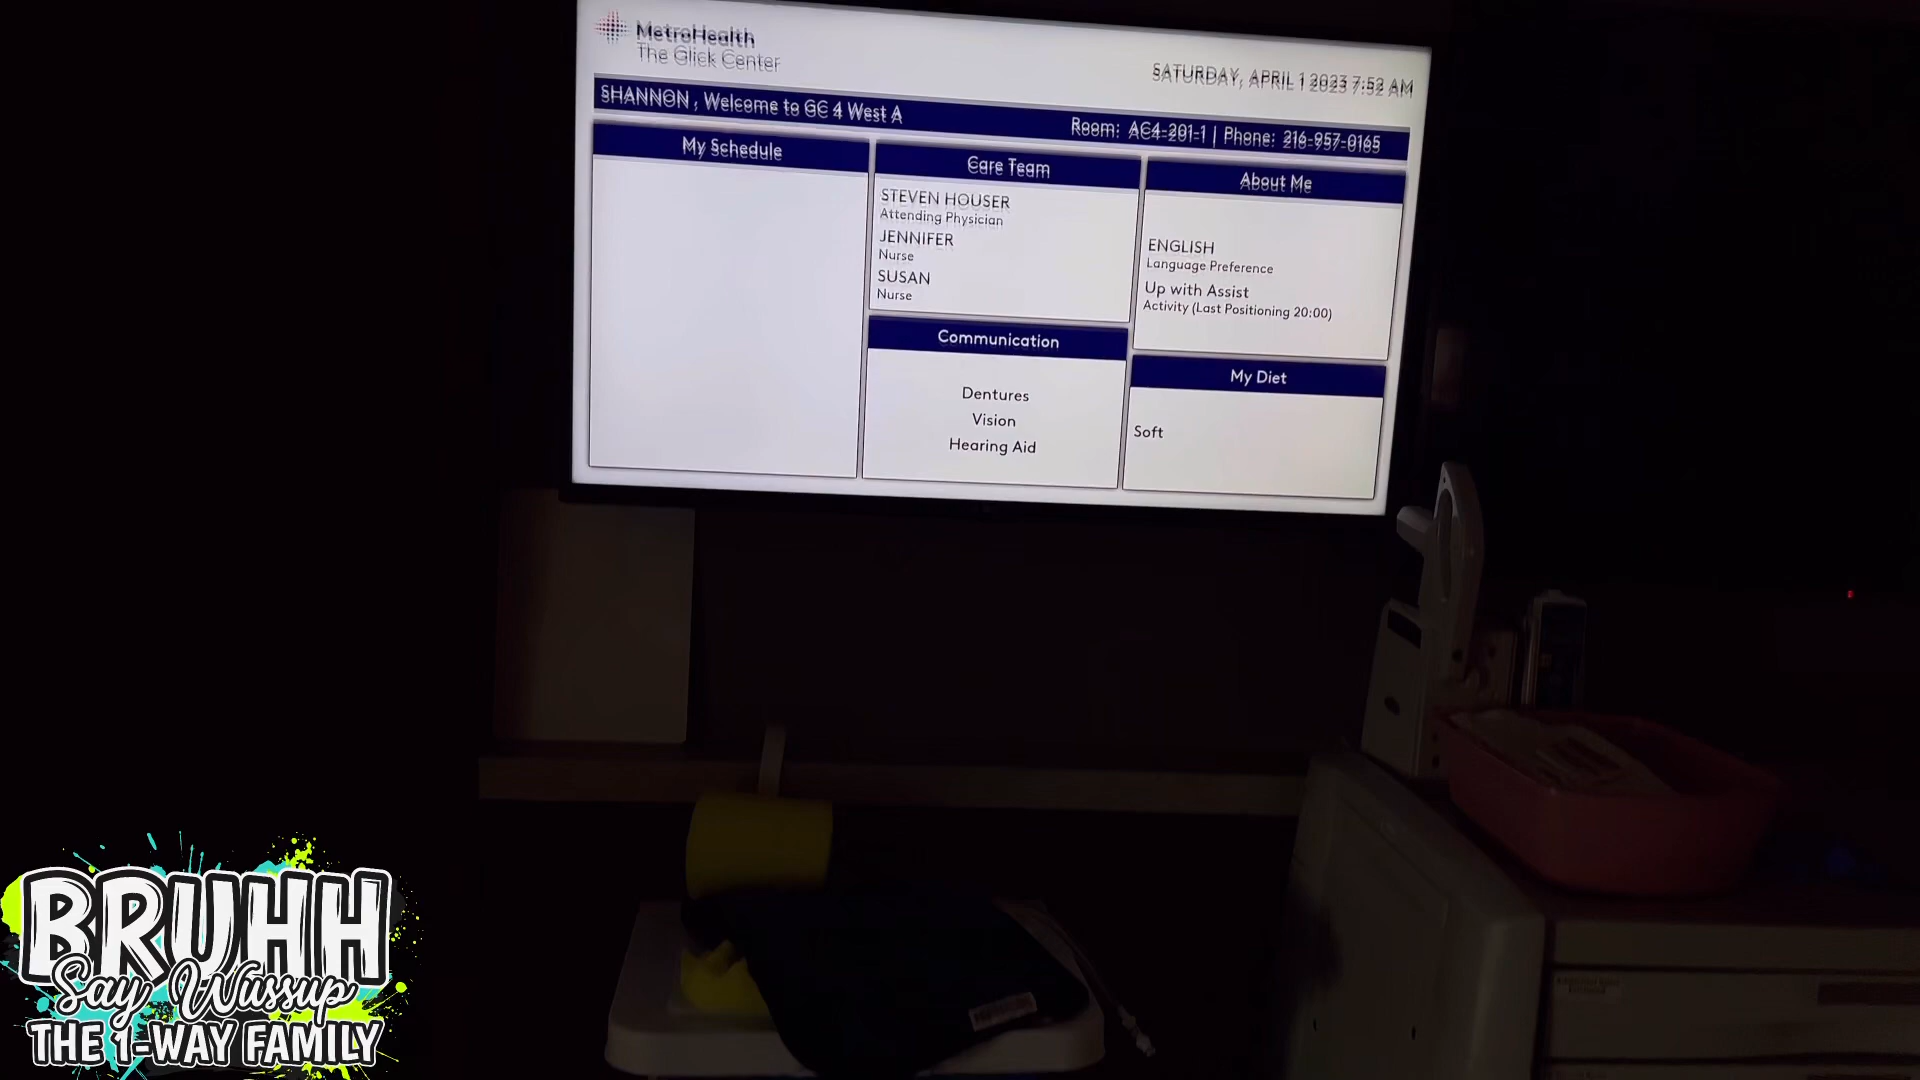 MetroHealth
The Glick Center
SATURDAY, APRIL 1 2023 7:52 AM
SHANNON , Welcome to GC 4 West A
Room: AC4-201-1 | Phone: 216-957-0165
My Schedule
Care Team
STEVEN HOUSER
Attending Physician
JENNIFER
Nurse
SUSAN
Nurse
Communication
Dentures
Vision
Hearing Aid
About Me
ENGLISH
Language Preference
Up with Assist
Activity (Last Positioning 20:00)
My Diet
Soft
BRUHH
Say Wussup
THE 1-WAY FAMILY